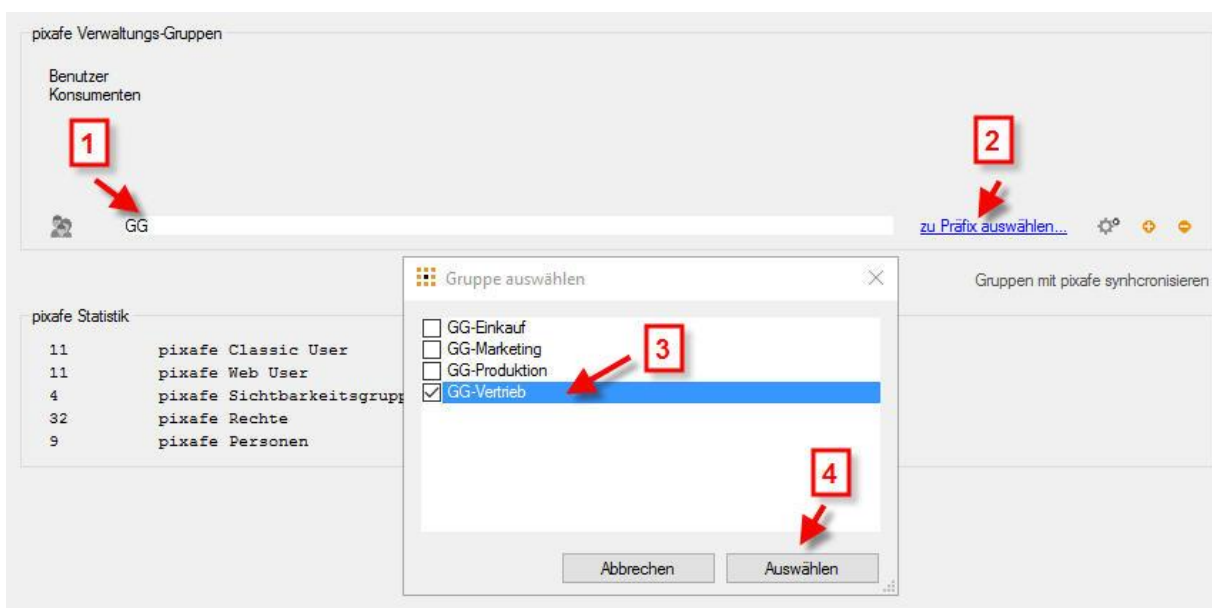 pixafe Verwaltungs-Gruppen
Benutzer
Konsumenten
1
2
GG
zu Präfix auswählen...
Gruppe auswählen
Gruppen mit pixafe synhcronisieren
pixafe Statistik
11 pixafe Classic User
11 pixafe Web User
4 pixafe Sichtbarkeitsgrupp
32 pixafe Rechte
9 pixafe Personen
GG-Einkauf
GG-Marketing
GG-Produktion
GG-Vertrieb
3
4
Abbrechen
Auswählen